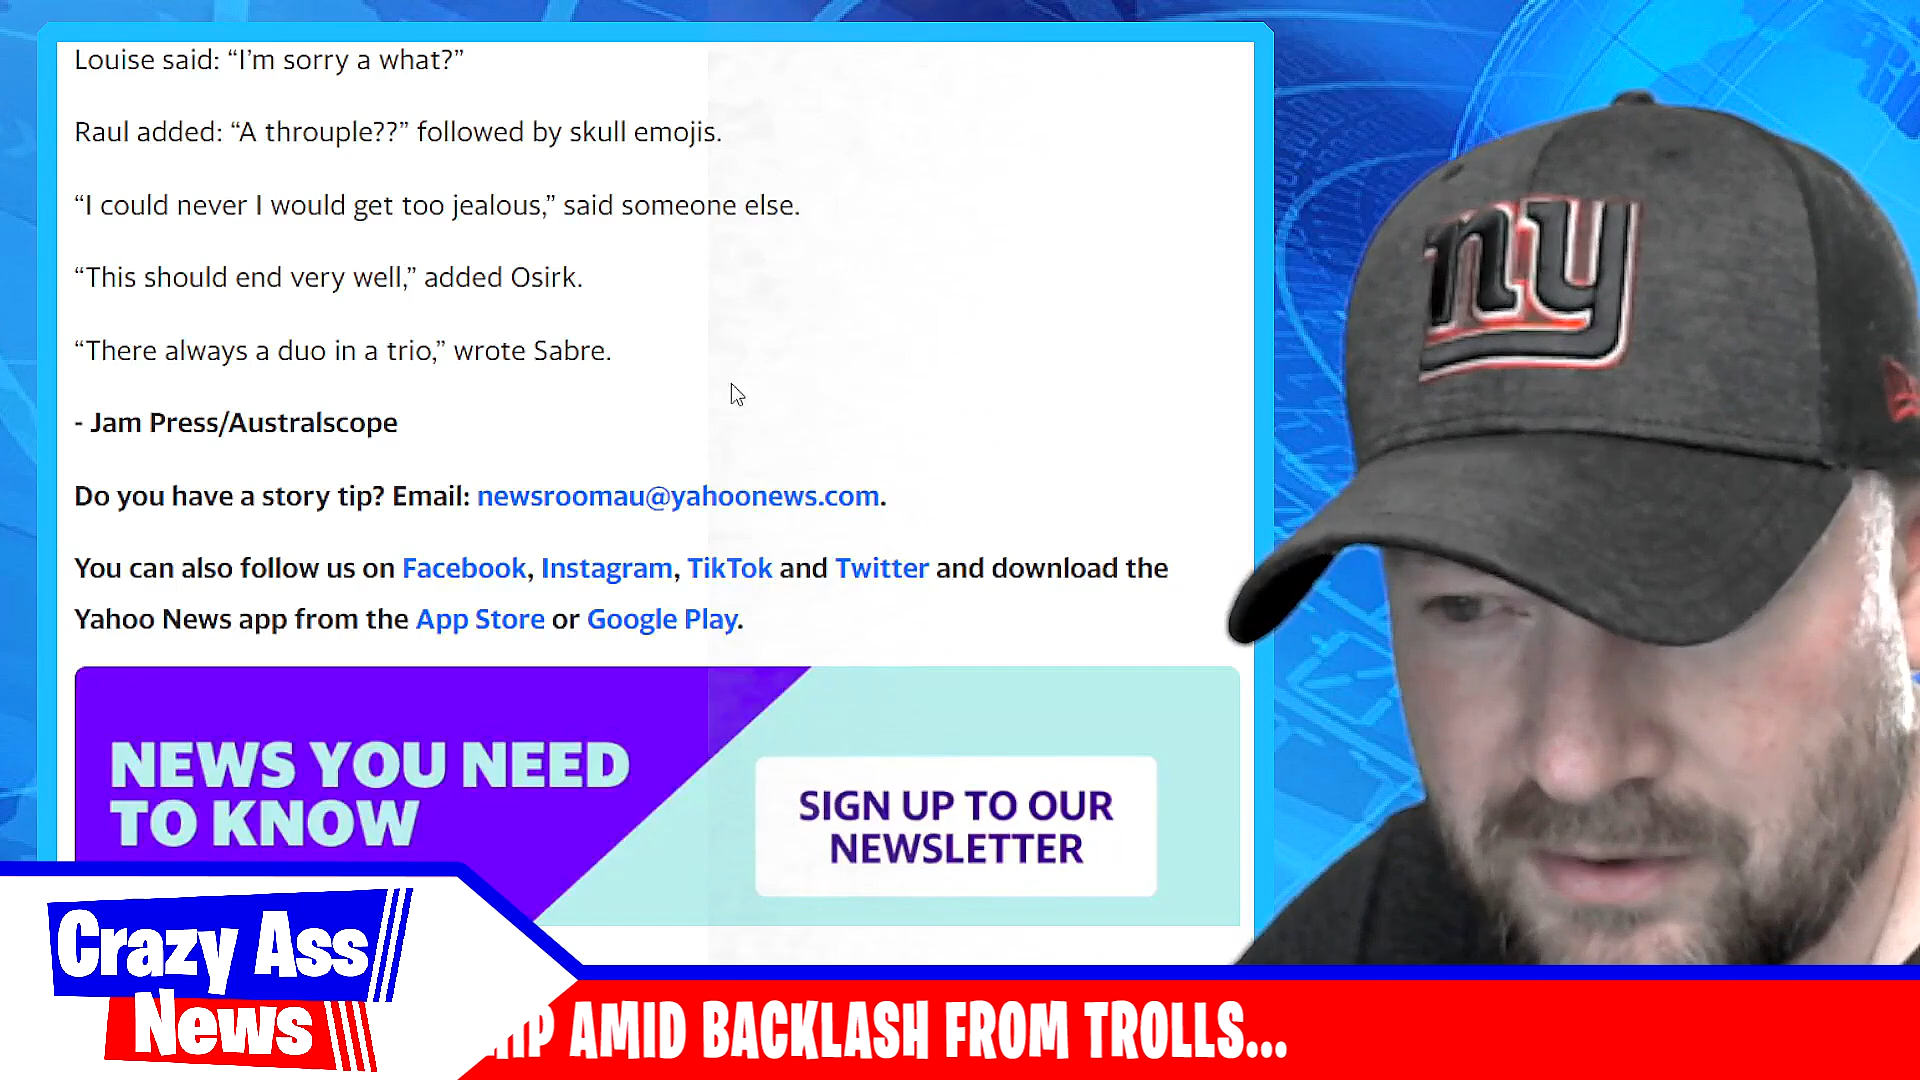 Louise said: “I’m sorry a what?”
Raul added: “A throuple??” followed by skull emojis.
“I could never I would get too jealous,” said someone else.
“This should end very well,” added Osirk.
“There always a duo in a trio,” wrote Sabre.
- Jam Press/Australscope
Do you have a story tip? Email: newsroomau@yahoonews.com.
You can also follow us on Facebook, Instagram, TikTok and Twitter and download the
Yahoo News app from the App Store or Google Play.
NEWS YOU NEED
TO KNOW
SIGN UP TO OUR
NEWSLETTER
ny
Crazy Ass
News
AMID BACKLASH FROM TROLLS...